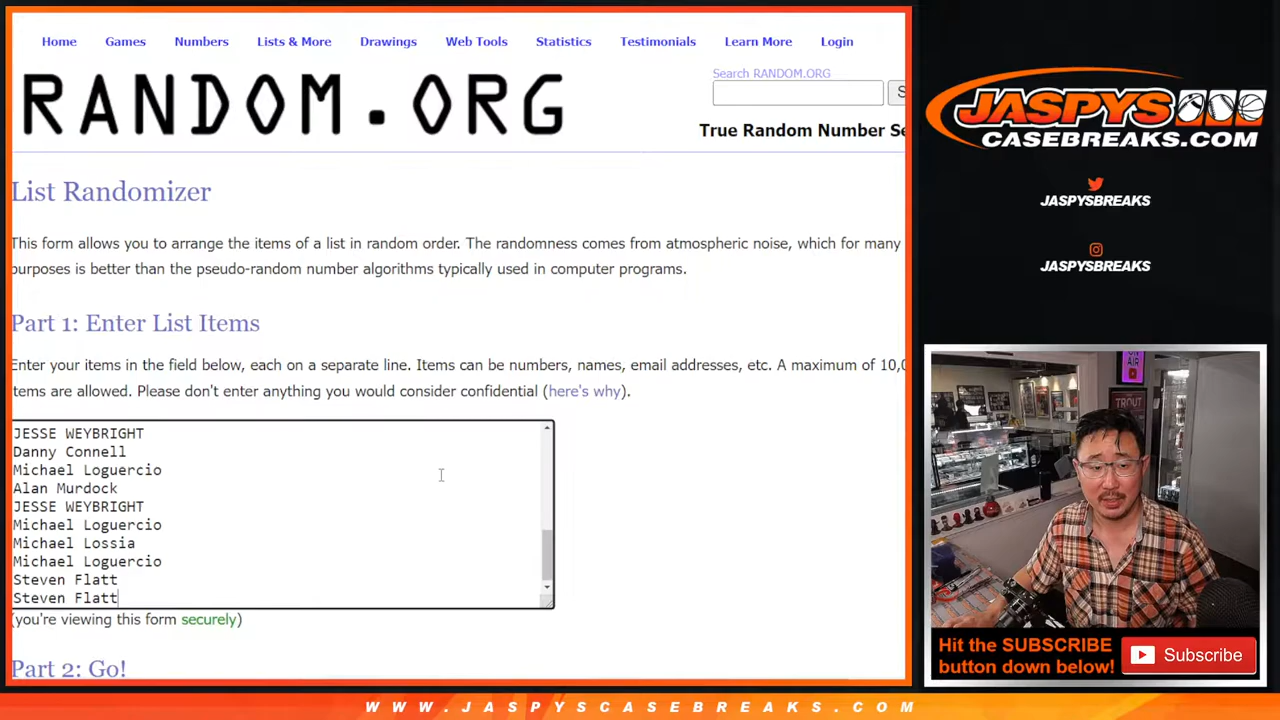 Home Games Numbers Lists & More Drawings Web Tools Statistics Testimonials Learn More Login
RANDOM.ORG
Search RANDOM.ORG
True Random Number Se
List Randomizer
This form allows you to arrange the items of a list in random order. The randomness comes from atmospheric noise, which for many
purposes is better than the pseudo-random number algorithms typically used in computer programs.
Part 1: Enter List Items
Enter your items in the field below, each on a separate line. Items can be numbers, names, email addresses, etc. A maximum of 10,0
items are allowed. Please don't enter anything you would consider confidential (here's why).
JESSE WEYBRIGHT
Danny Connell
Michael Loguercio
Alan Murdock
JESSE WEYBRIGHT
Michael Loguercio
Michael Lossia
Michael Loguercio
Steven Flatt
Steven Flatt
(you're viewing this form securely)
Part 2: Go!
JASPYS
CASEBREAKS.COM
JASPYSBREAKS
JASPYSBREAKS
ON AIR
TROUT
Hit the SUBSCRIBE
button down below!
Subscribe
WWW.JASPYSCASEBREAKS.COM